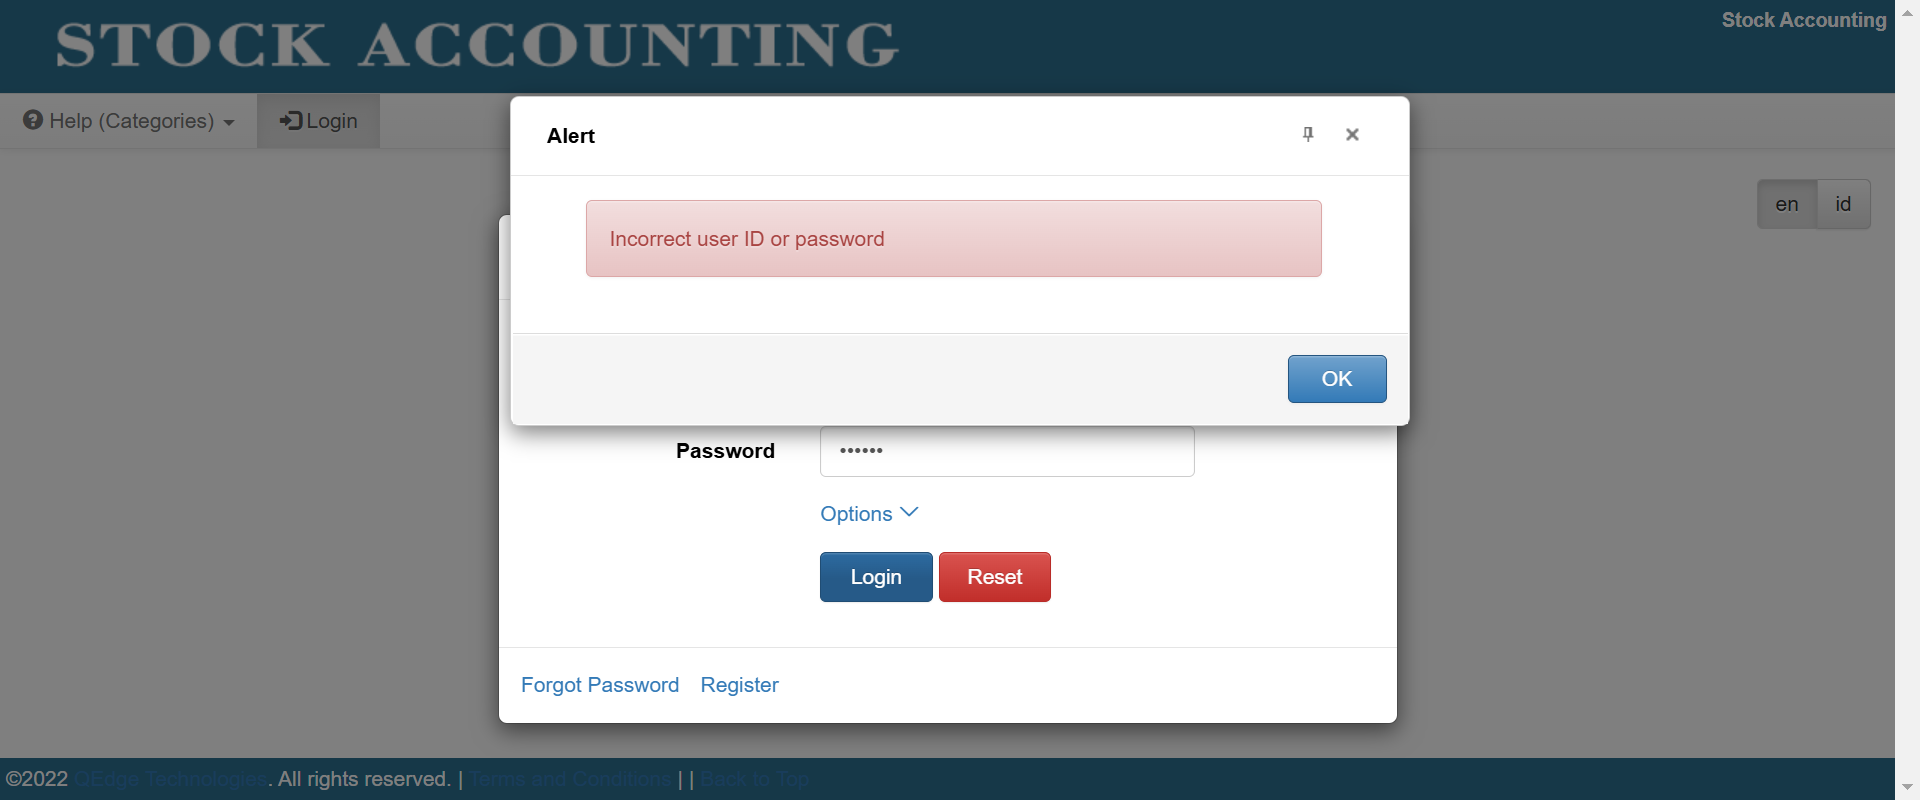 STOCK ACCOUNTING
Stock Accounting
Help (Categories)
Login
Alert
en
id
Incorrect user ID or password
OK
Password
Options
Login
Reset
Forgot Password
Register
©2022 QEdge Technologies. All rights reserved. | Terms and Conditions | | Back to Top